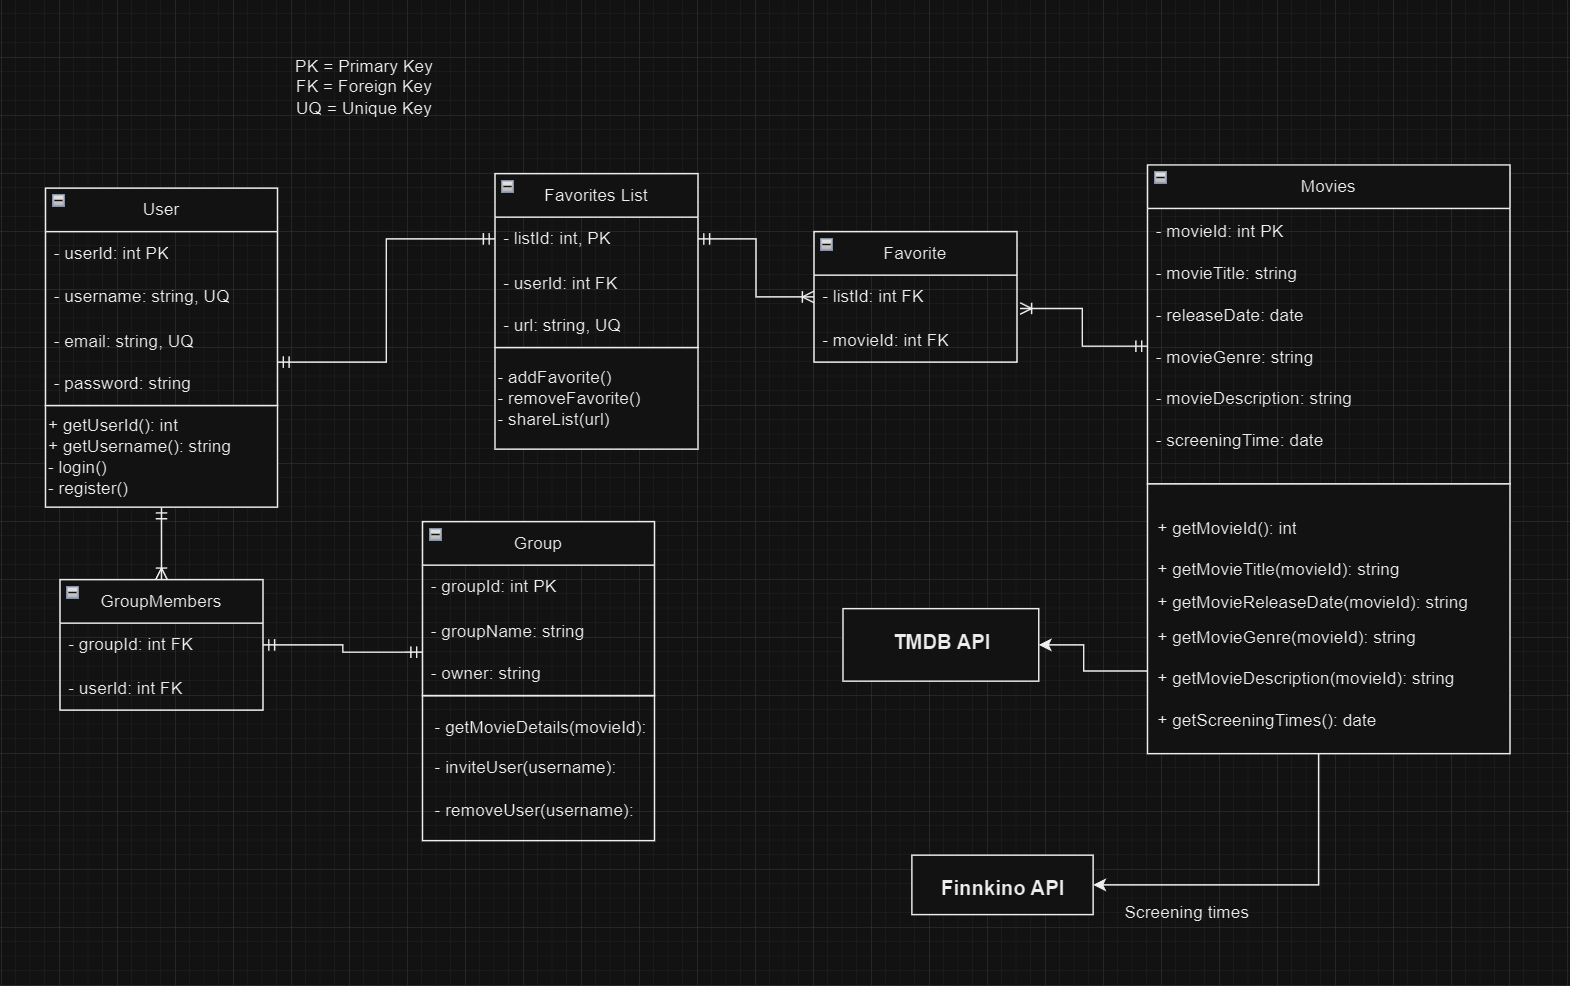 PK = Primary Key
FK = Foreign Key
UQ = Unique Key
User
- userId: int PK
- username: string, UQ
- email: string, UQ
- password: string
+ getUserId(): int
+ getUsername(): string
- login()
- register()
Favorites List
- listId: int, PK
- userId: int FK
- url: string, UQ
- addFavorite()
- removeFavorite()
- shareList(url)
Favorite
- listId: int FK
- movieId: int FK
Movies
- movieId: int PK
- movieTitle: string
- releaseDate: date
- movieGenre: string
- movieDescription: string
- screeningTime: date
+ getMovieId(): int
+ getMovieTitle(movieId): string
+ getMovieReleaseDate(movieId): string
+ getMovieGenre(movieId): string
+ getMovieDescription(movieId): string
+ getScreeningTimes(): date
GroupMembers
- groupId: int FK
- userId: int FK
Group
- groupId: int PK
- groupName: string
- owner: string
- getMovieDetails(movieId):
- inviteUser(username):
- removeUser(username):
TMDB API
Finnkino API
Screening times